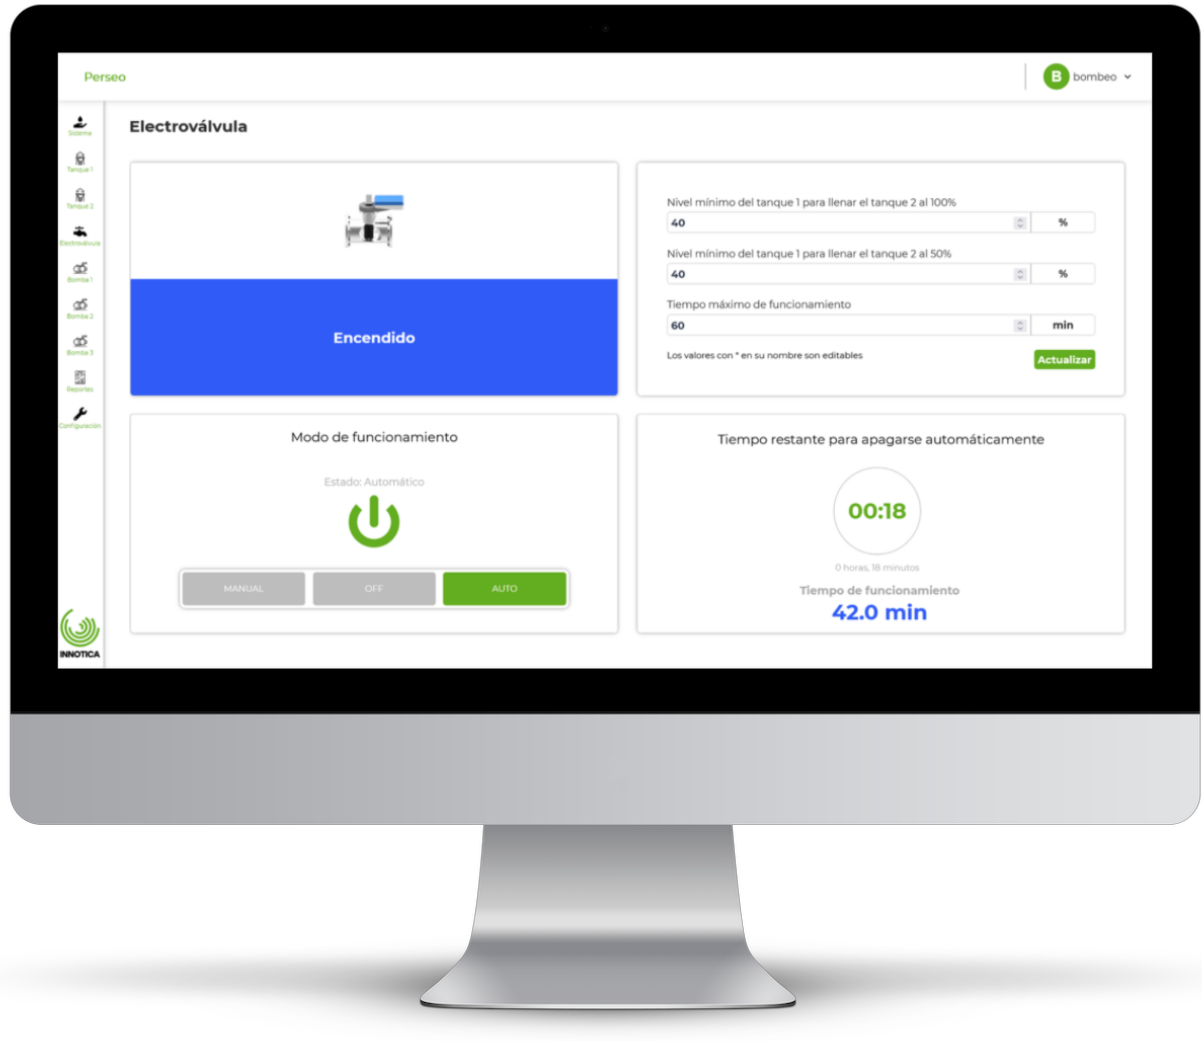 Perseo
B bombeo
Sistema
Tanque 1
Tanque 2
Electroválvula
Bomba 1
Bomba 2
Bomba 3
Reportes
Configuración
INNOTICA
Electroválvula
Encendido
Nivel mínimo del tanque 1 para llenar el tanque 2 al 100%
40 %
Nivel mínimo del tanque 1 para llenar el tanque 2 al 50%
40 %
Tiempo máximo de funcionamiento
60 min
Los valores con * en su nombre son editables
Actualizar
Modo de funcionamiento
Estado: Automático
MANUAL OFF AUTO
Tiempo restante para apagarse automáticamente
00:18
0 horas, 18 minutos
Tiempo de funcionamiento
42.0 min